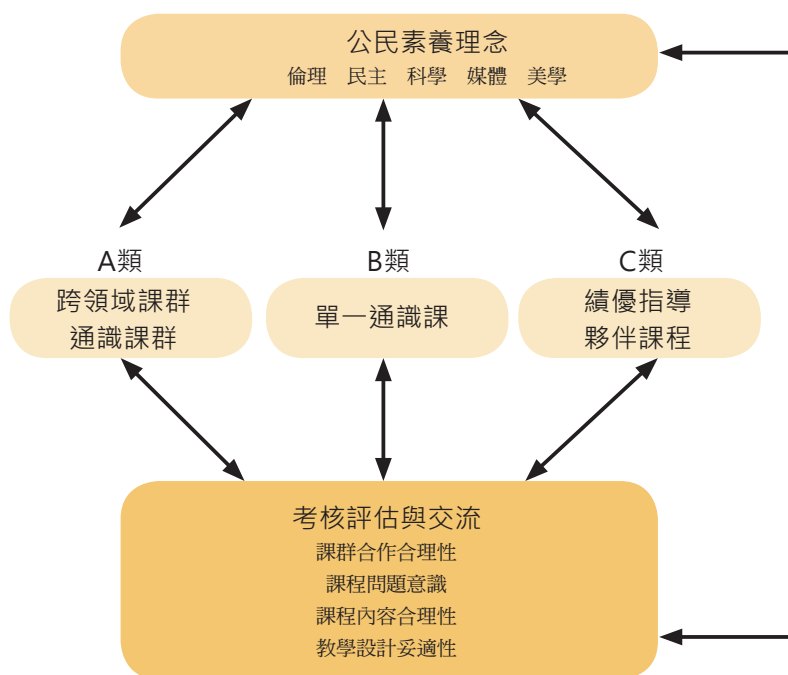 公民素養理念
倫理 民主 科學 媒體 美學
A類
跨領域課群
通識課群
B類
單一通識課
C類
績優指導
夥伴課程
考核評估與交流
課群合作合理性
課程問題意識
課程內容合理性
教學設計妥適性